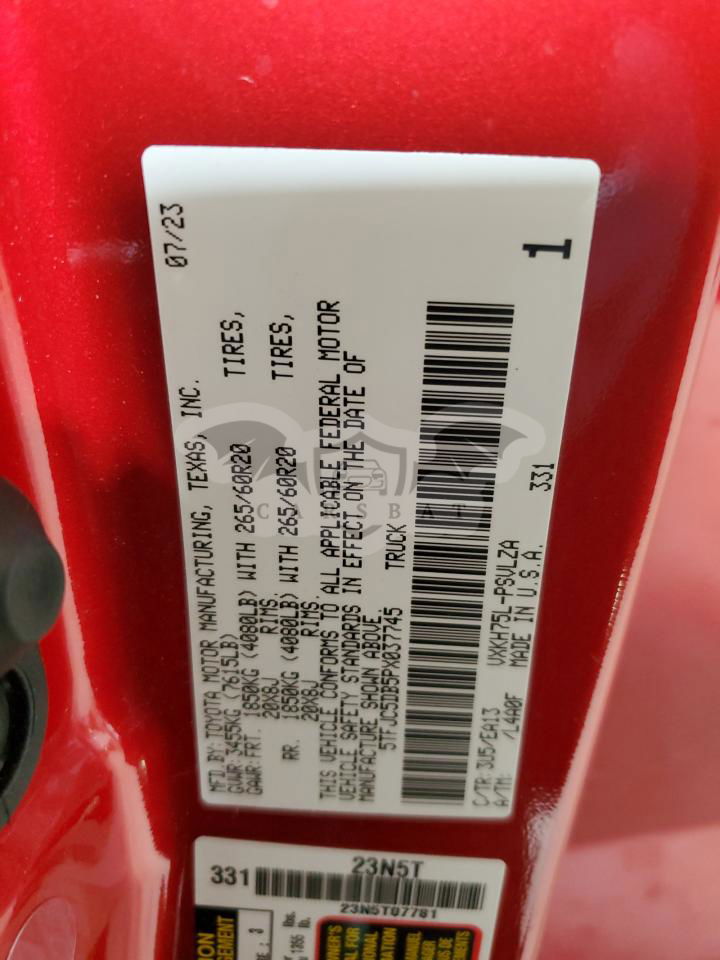 MFD.BY:TOYOTA MOTOR MANUFACTURING, TEXAS, INC. 07/23
GVWR:3455KG (7615LB)
GAWR:FRT. 1850KG (4080LB) WITH 265/60R20 TIRES,
20X8J RIMS.
RR. 1850KG (4080LB) WITH 265/60R20 TIRES,
20X8J RIMS.
THIS VEHICLE CONFORMS TO ALL APPLICABLE FEDERAL MOTOR
VEHICLE SAFETY STANDARDS IN EFFECT ON THE DATE OF
MANUFACTURE SHOWN ABOVE.
5TFJC5DB5PX037745 TRUCK
C/TR:3U5/EA13 VXKH75L-PSVLZA 331
A/TM: /L4A0F MADE IN U.S.A.
1
CARSBAT
331
23N5T
23N5T07781